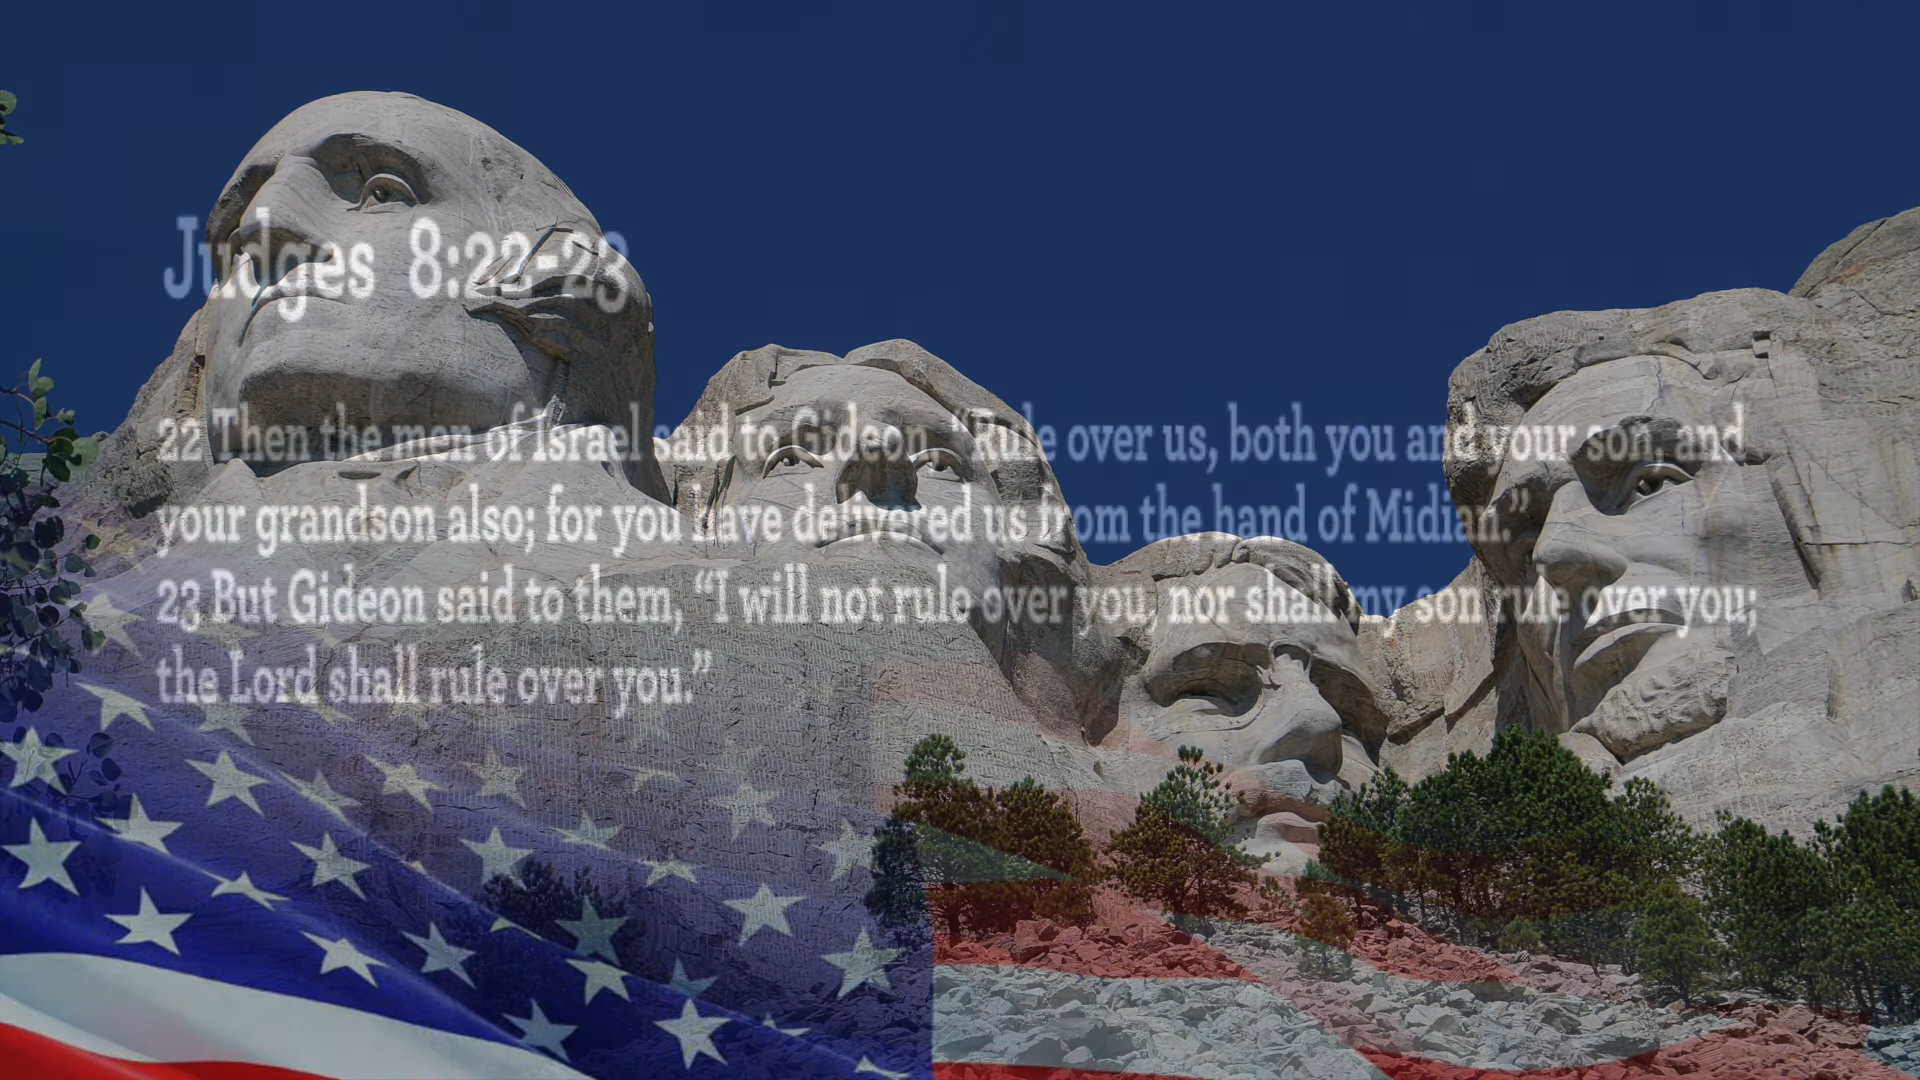 Judges 8:22-23
22 Then the men of Israel said to Gideon, “Rule over us, both you and your son, and
your grandson also; for you have delivered us from the hand of Midian.”
23 But Gideon said to them, “I will not rule over you, nor shall my son rule over you;
the Lord shall rule over you.”